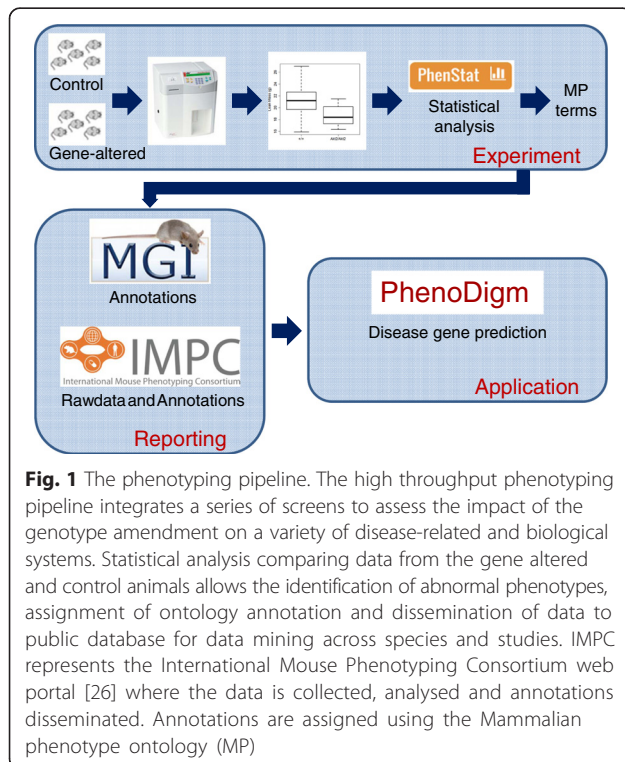 Control
Gene-altered
Lean Mass (g)
PhenStat
Statistical
analysis
MP
terms
Experiment
MGI
Annotations
IMPC
International Mouse Phenotyping Consortium
Rawdata and Annotations
Reporting
PhenoDigm
Disease gene prediction
Application
Fig. 1 The phenotyping pipeline. The high throughput phenotyping
pipeline integrates a series of screens to assess the impact of the
genotype amendment on a variety of disease-related and biological
systems. Statistical analysis comparing data from the gene altered
and control animals allows the identification of abnormal phenotypes,
assignment of ontology annotation and dissemination of data to
public database for data mining across species and studies. IMPC
represents the International Mouse Phenotyping Consortium web
portal [26] where the data is collected, analysed and annotations
disseminated. Annotations are assigned using the Mammalian
phenotype ontology (MP)